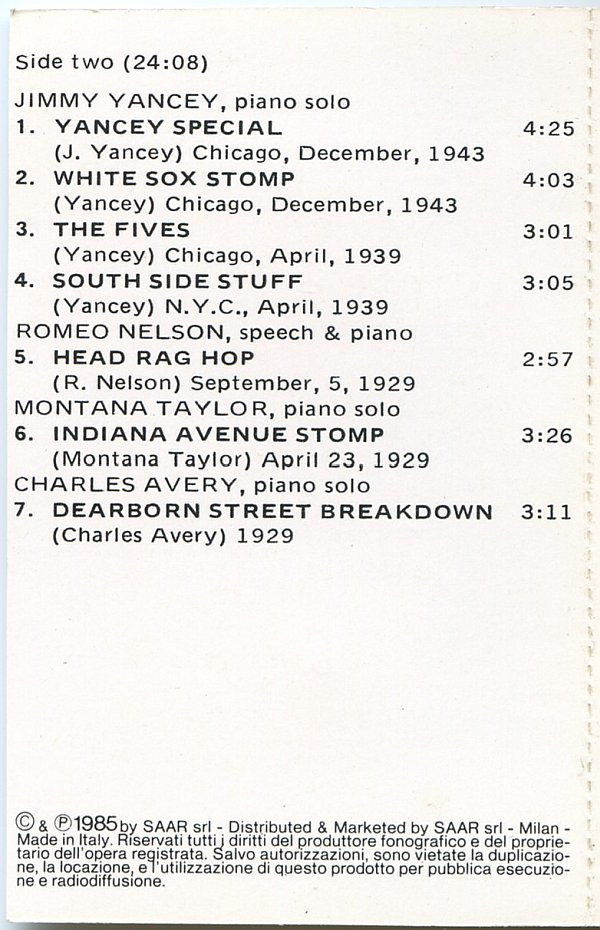 Side two (24:08)
JIMMY YANCEY, piano solo
1. YANCEY SPECIAL 4:25
(J. Yancey) Chicago, December, 1943
2. WHITE SOX STOMP 4:03
(Yancey) Chicago, December, 1943
3. THE FIVES 3:01
(Yancey) Chicago, April, 1939
4. SOUTH SIDE STUFF 3:05
(Yancey) N.Y.C., April, 1939
ROMEO NELSON, speech & piano
5. HEAD RAG HOP 2:57
(R. Nelson) September, 5, 1929
MONTANA TAYLOR, piano solo
6. INDIANA AVENUE STOMP 3:26
(Montana Taylor) April 23, 1929
CHARLES AVERY, piano solo
7. DEARBORN STREET BREAKDOWN 3:11
(Charles Avery) 1929
© & ℗ 1985 by SAAR srl - Distributed & Marketed by SAAR srl - Milan -
Made in Italy. Riservati tutti j diritti del produttore fonografico e del proprie-
tario dell'opera registrata. Salvo autorizzazioni, sono vietate la duplicazio-
ne, la locazione, e l'utilizzazione di questo prodotto per pubblica esecuzio-
ne e radiodiffusione.